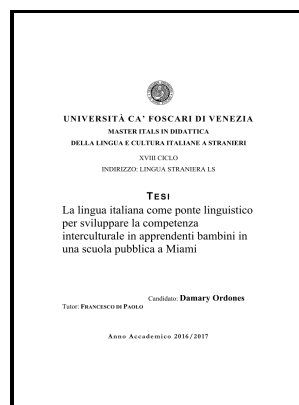 UNIVERSITÀ CA' FOSCARI DI VENEZIA
MASTER ITALS IN DIDATTICA
DELLA LINGUA E CULTURA ITALIANE A STRANIERI
XVIII CICLO
INDIRIZZO: LINGUA STRANIERA LS
TESI
La lingua italiana come ponte linguistico
per sviluppare la competenza
interculturale in apprendenti bambini in
una scuola pubblica a Miami
Candidato: Damary Ordones
Tutor: FRANCESCO DI PAOLO
Anno Accademico 2016/2017